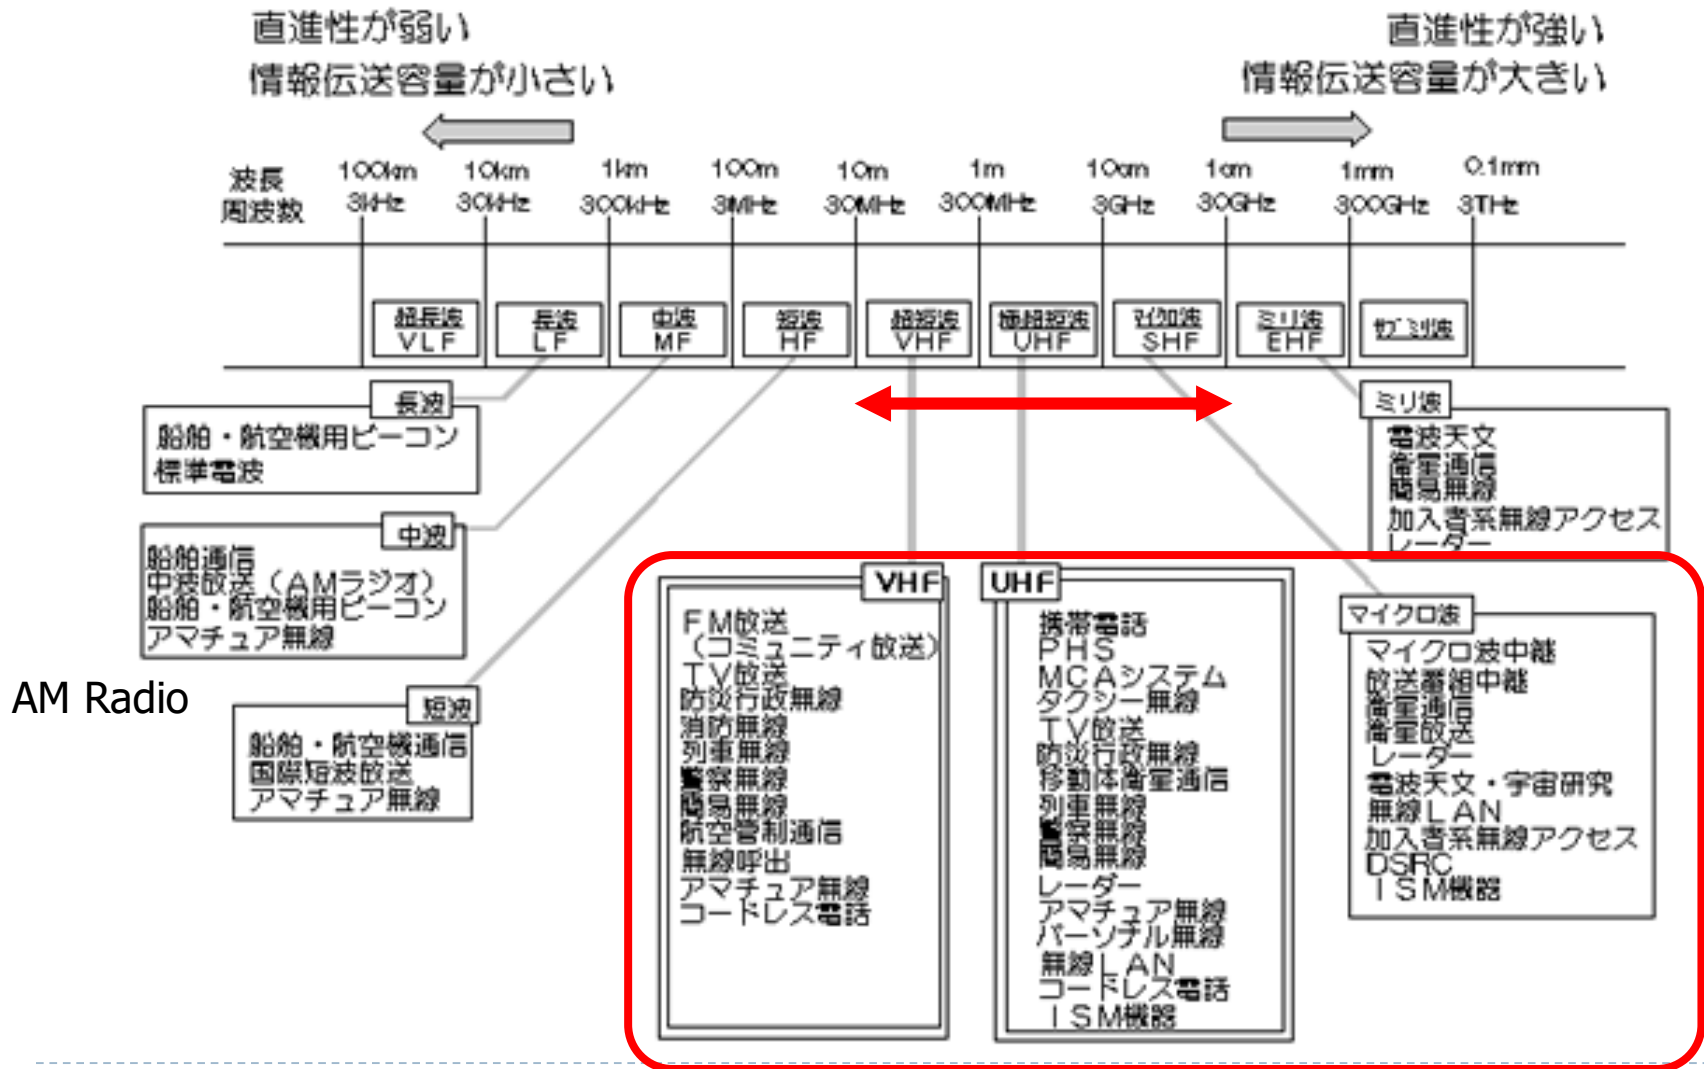 直進性が弱い
情報伝送容量が小さい
直進性が強い
情報伝送容量が大きい
波長 100km 10km 1km 100m 10m 1m 10cm 1cm 1mm 0.1mm
周波数 3kHz 30kHz 300kHz 3MHz 30MHz 300MHz 3GHz 30GHz 300GHz 3THz
超長波
VLF
長波
LF
中波
MF
短波
HF
超短波
VHF
極超短波
UHF
マイクロ波
SHF
ミリ波
EHF
サブミリ波
長波
船舶・航空機用ビーコン
標準電波
中波
船舶通信
中波放送（AMラジオ）
船舶・航空機用ビーコン
アマチュア無線
AM Radio
短波
船舶・航空機通信
国際短波放送
アマチュア無線
VHF
FM放送
（コミュニティ放送）
TV放送
防災行政無線
消防無線
列車無線
警察無線
簡易無線
航空管制通信
無線呼出
アマチュア無線
コードレス電話
UHF
携帯電話
PHS
MCAシステム
タクシー無線
TV放送
防災行政無線
移動体衛星通信
列車無線
警察無線
簡易無線
レーダー
アマチュア無線
パーソナル無線
無線LAN
コードレス電話
ISM機器
ミリ波
電波天文
衛星通信
簡易無線
加入者系無線アクセス
レーダー
マイクロ波
マイクロ波中継
放送番組中継
衛星通信
衛星放送
レーダー
電波天文・宇宙研究
無線LAN
加入者系無線アクセス
DSRC
ISM機器